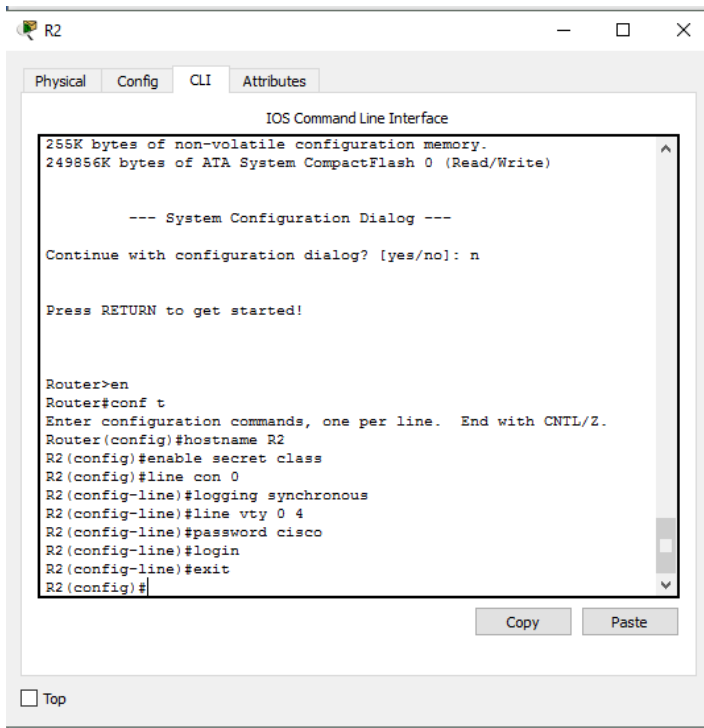 R2
Physical Config CLI Attributes
IOS Command Line Interface
255K bytes of non-volatile configuration memory.
249856K bytes of ATA System CompactFlash 0 (Read/Write)
--- System Configuration Dialog ---
Continue with configuration dialog? [yes/no]: n
Press RETURN to get started!
Router>en
Router#conf t
Enter configuration commands, one per line.  End with CNTL/Z.
Router(config)#hostname R2
R2(config)#enable secret class
R2(config)#line con 0
R2(config-line)#logging synchronous
R2(config-line)#line vty 0 4
R2(config-line)#password cisco
R2(config-line)#login
R2(config-line)#exit
R2(config)#
Copy Paste
Top